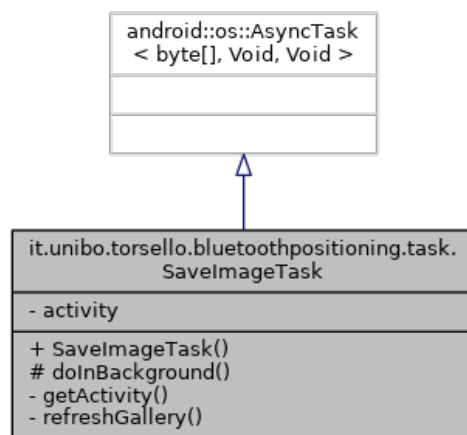 android::os::AsyncTask
< byte[], Void, Void >
it.unibo.torsello.bluetoothpositioning.task.
SaveImageTask
- activity
+ SaveImageTask()
# doInBackground()
- getActivity()
- refreshGallery()